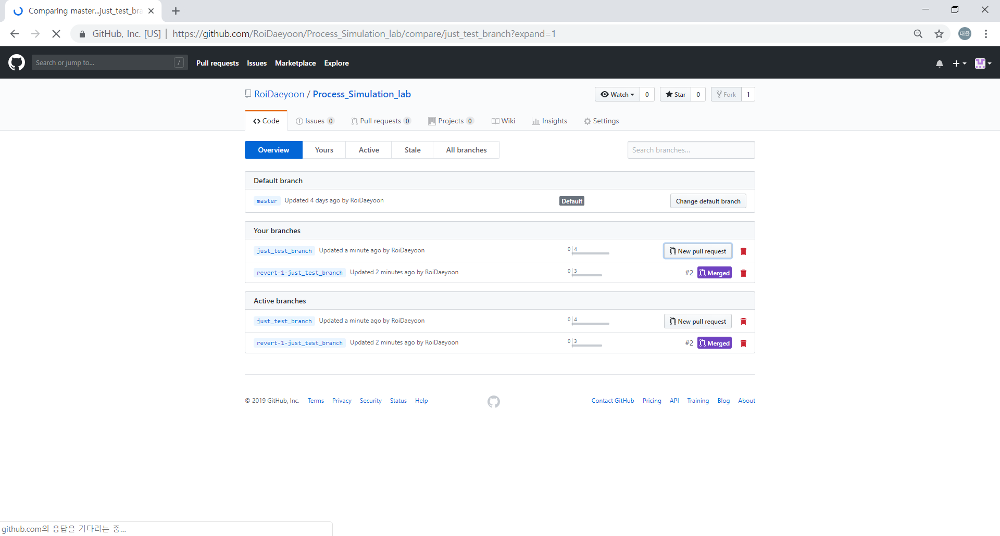 Comparing master...just_test_bra
GitHub, Inc. [US] | https://github.com/RoiDaeyoon/Process_Simulation_lab/compare/just_test_branch?expand=1
대윤
Search or jump to... / Pull requests Issues Marketplace Explore
RoiDaeyoon / Process_Simulation_lab Watch 0 Star 0 Fork 1
Code Issues 0 Pull requests 0 Projects 0 Wiki Insights Settings
Overview Yours Active Stale All branches Search branches...
Default branch
master Updated 4 days ago by RoiDaeyoon Default Change default branch
Your branches
just_test_branch Updated a minute ago by RoiDaeyoon 0 4 New pull request
revert-1-just_test_branch Updated 2 minutes ago by RoiDaeyoon 0 3 #2 Merged
Active branches
just_test_branch Updated a minute ago by RoiDaeyoon 0 4 New pull request
revert-1-just_test_branch Updated 2 minutes ago by RoiDaeyoon 0 3 #2 Merged
© 2019 GitHub, Inc. Terms Privacy Security Status Help Contact GitHub Pricing API Training Blog About
github.com의 응답을 기다리는 중...